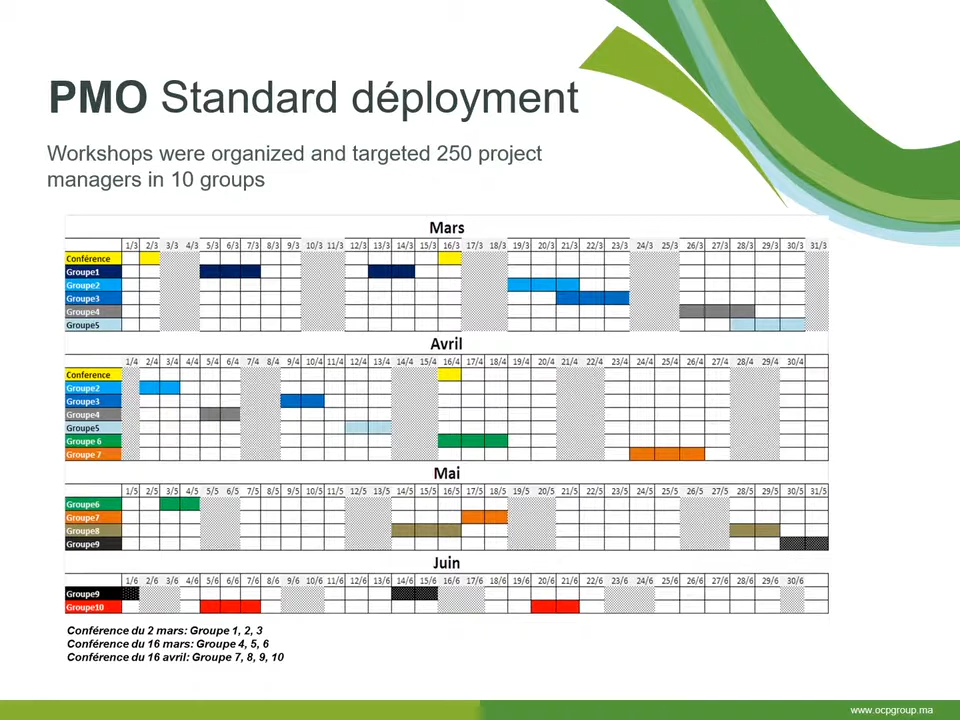 PMO Standard déployment
Workshops were organized and targeted 250 project
managers in 10 groups
Mars
1/3 2/3 3/3 4/3 5/3 6/3 7/3 8/3 9/3 10/3 11/3 12/3 13/3 14/3 15/3 16/3 17/3 18/3 19/3 20/3 21/3 22/3 23/3 24/3 25/3 26/3 27/3 28/3 29/3 30/3 31/3
Conférence
Groupe1
Groupe2
Groupe3
Groupe4
Groupe5
Avril
1/4 2/4 3/4 4/4 5/4 6/4 7/4 8/4 9/4 10/4 11/4 12/4 13/4 14/4 15/4 16/4 17/4 18/4 19/4 20/4 21/4 22/4 23/4 24/4 25/4 26/4 27/4 28/4 29/4 30/4
Conference
Groupe2
Groupe3
Groupe4
Groupe5
Groupe 6
Groupe 7
Mai
1/5 2/5 3/5 4/5 5/5 6/5 7/5 8/5 9/5 10/5 11/5 12/5 13/5 14/5 15/5 16/5 17/5 18/5 19/5 20/5 21/5 22/5 23/5 24/5 25/5 26/5 27/5 28/5 29/5 30/5 31/5
Groupe6
Groupe7
Groupe8
Groupe9
Juin
1/6 2/6 3/6 4/6 5/6 6/6 7/6 8/6 9/6 10/6 11/6 12/6 13/6 14/6 15/6 16/6 17/6 18/6 19/6 20/6 21/6 22/6 23/6 24/6 25/6 26/6 27/6 28/6 29/6 30/6
Groupe9
Groupe10
Conférence du 2 mars: Groupe 1, 2, 3
Conférence du 16 mars: Groupe 4, 5, 6
Conférence du 16 avril: Groupe 7, 8, 9, 10
www.ocpgroup.ma